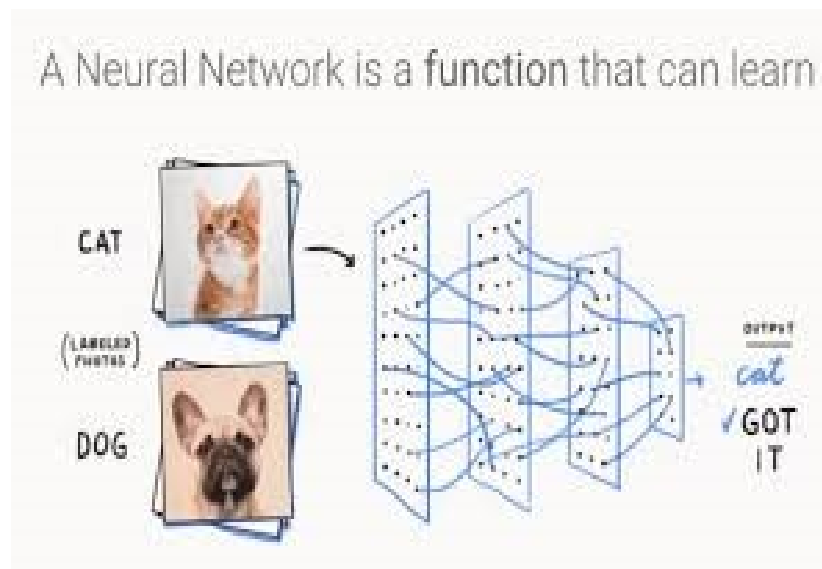 A Neural Network is a function that can learn
CAT
(LABELED
PHOTOS)
DOG
OUTPUT
cat
✓GOT
IT